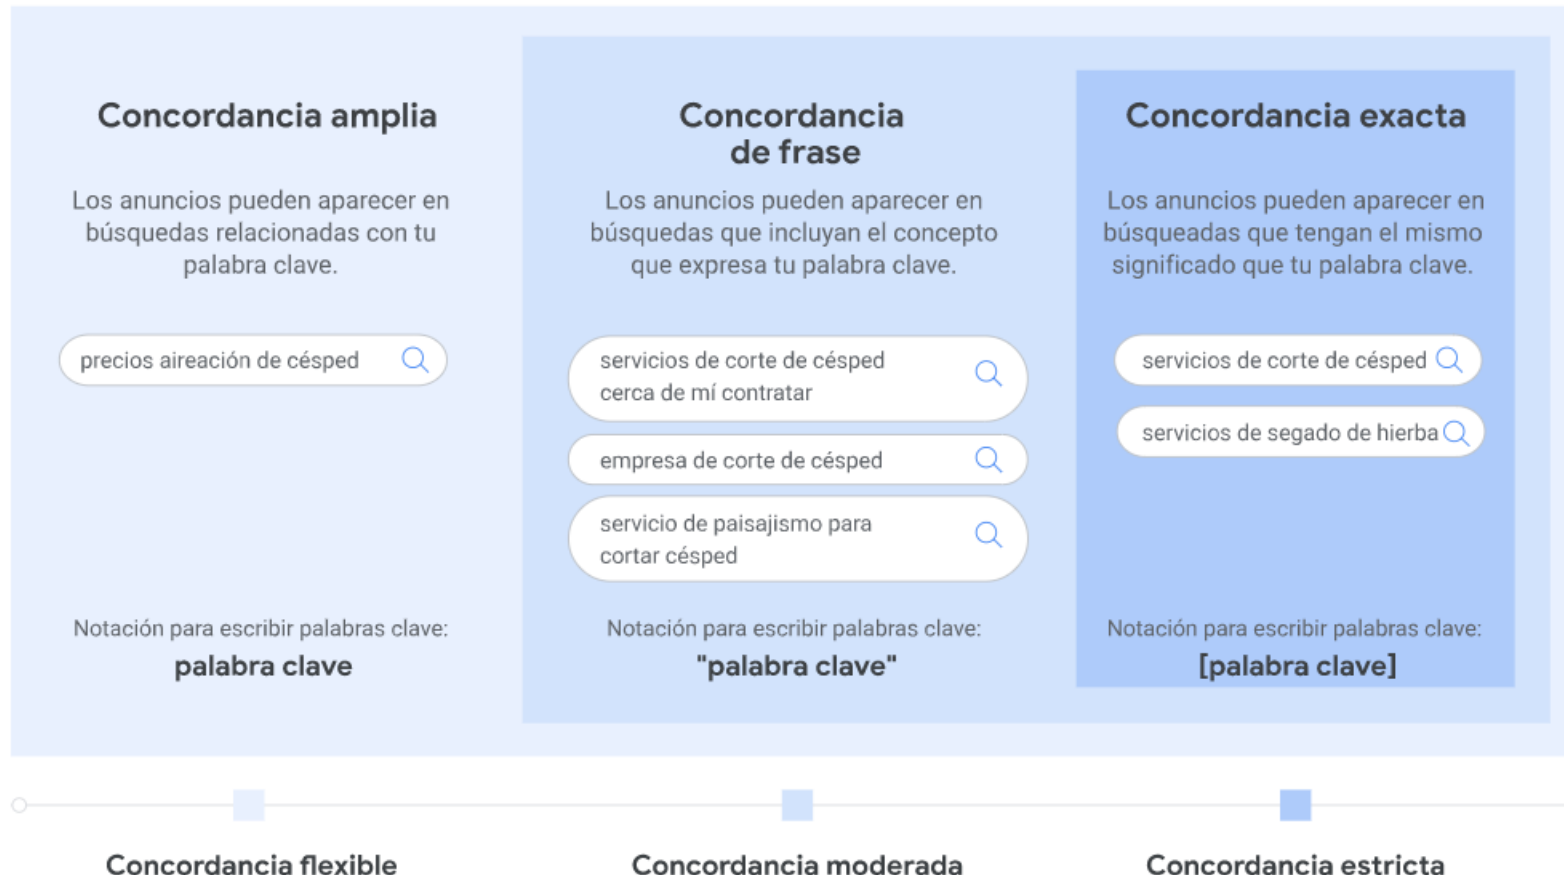 Concordancia amplia
Los anuncios pueden aparecer en
búsquedas relacionadas con tu
palabra clave.
precios aireación de césped
Notación para escribir palabras clave:
palabra clave
Concordancia
de frase
Los anuncios pueden aparecer en
búsquedas que incluyan el concepto
que expresa tu palabra clave.
servicios de corte de césped
cerca de mí contratar
empresa de corte de césped
servicio de paisajismo para
cortar césped
Notación para escribir palabras clave:
"palabra clave"
Concordancia exacta
Los anuncios pueden aparecer en
búsqueadas que tengan el mismo
significado que tu palabra clave.
servicios de corte de césped
servicios de segado de hierba
Notación para escribir palabras clave:
[palabra clave]
Concordancia flexible
Concordancia moderada
Concordancia estricta